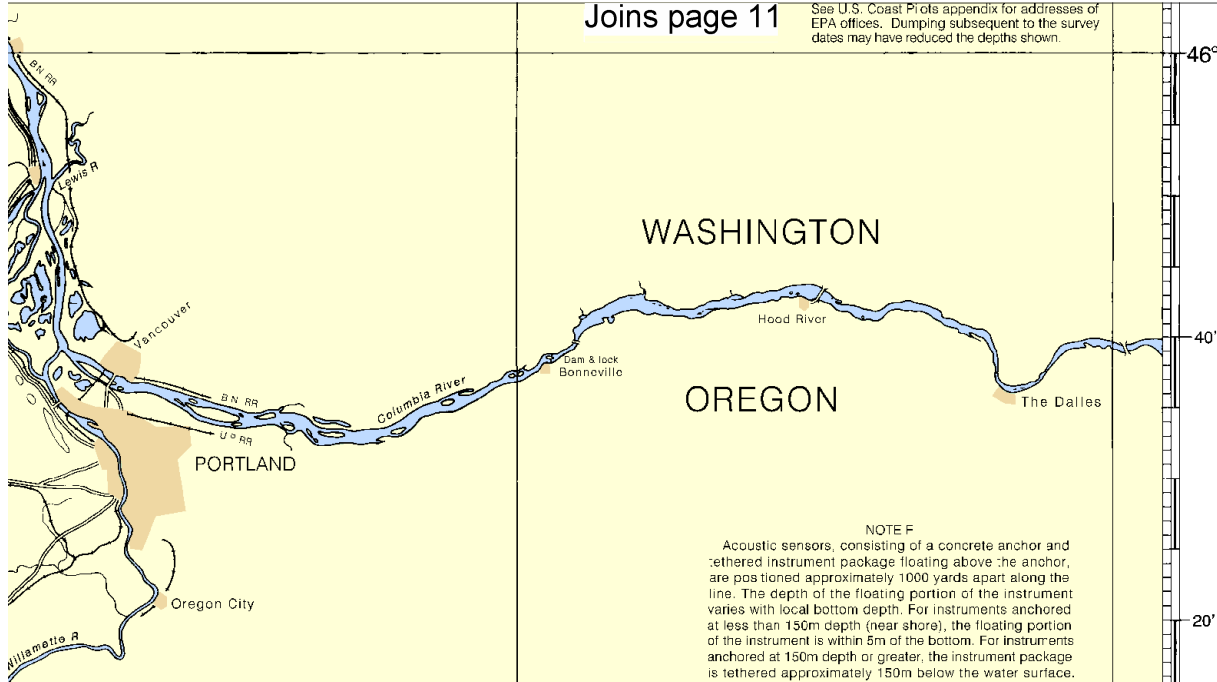 Joins page 11
See U.S. Coast Pilots appendix for addresses of
EPA offices. Dumping subsequent to the survey
dates may have reduced the depths shown.
46°
B N RR
Lewis R
WASHINGTON
Vancouver
Hood River
40'
Dam & lock
Bonneville
Columbia River
B N RR
OREGON
The Dalles
U P RR
PORTLAND
NOTE F
Acoustic sensors, consisting of a concrete anchor and
tethered instrument package floating above the anchor,
are positioned approximately 1000 yards apart along the
line. The depth of the floating portion of the instrument
varies with local bottom depth. For instruments anchored
at less than 150m depth (near shore), the floating portion
of the instrument is within 5m of the bottom. For instruments
anchored at 150m depth or greater, the instrument package
is tethered approximately 150m below the water surface.
Oregon City
20'
Willamette R